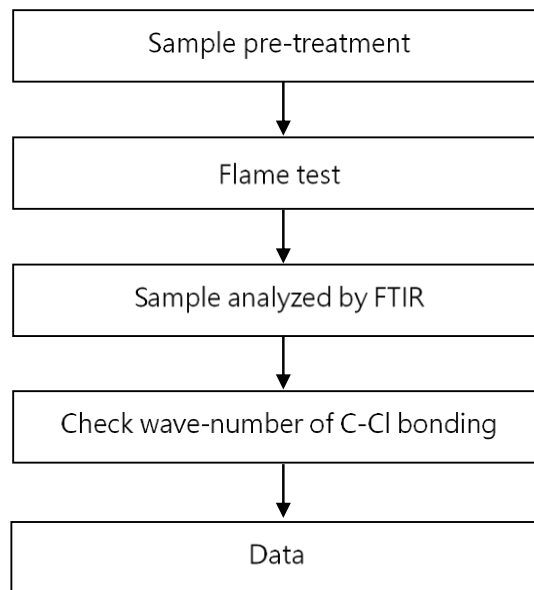 Sample pre-treatment
Flame test
Sample analyzed by FTIR
Check wave-number of C-Cl bonding
Data